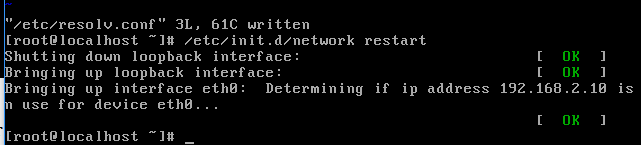 "/etc/resolv.conf" 3L, 61C written
[root@localhost ~]# /etc/init.d/network restart
Shutting down loopback interface: [ OK ]
Bringing up loopback interface: [ OK ]
Bringing up interface eth0: Determining if ip address 192.168.2.10 is
n use for device eth0...
[ OK ]
[root@localhost ~]# _